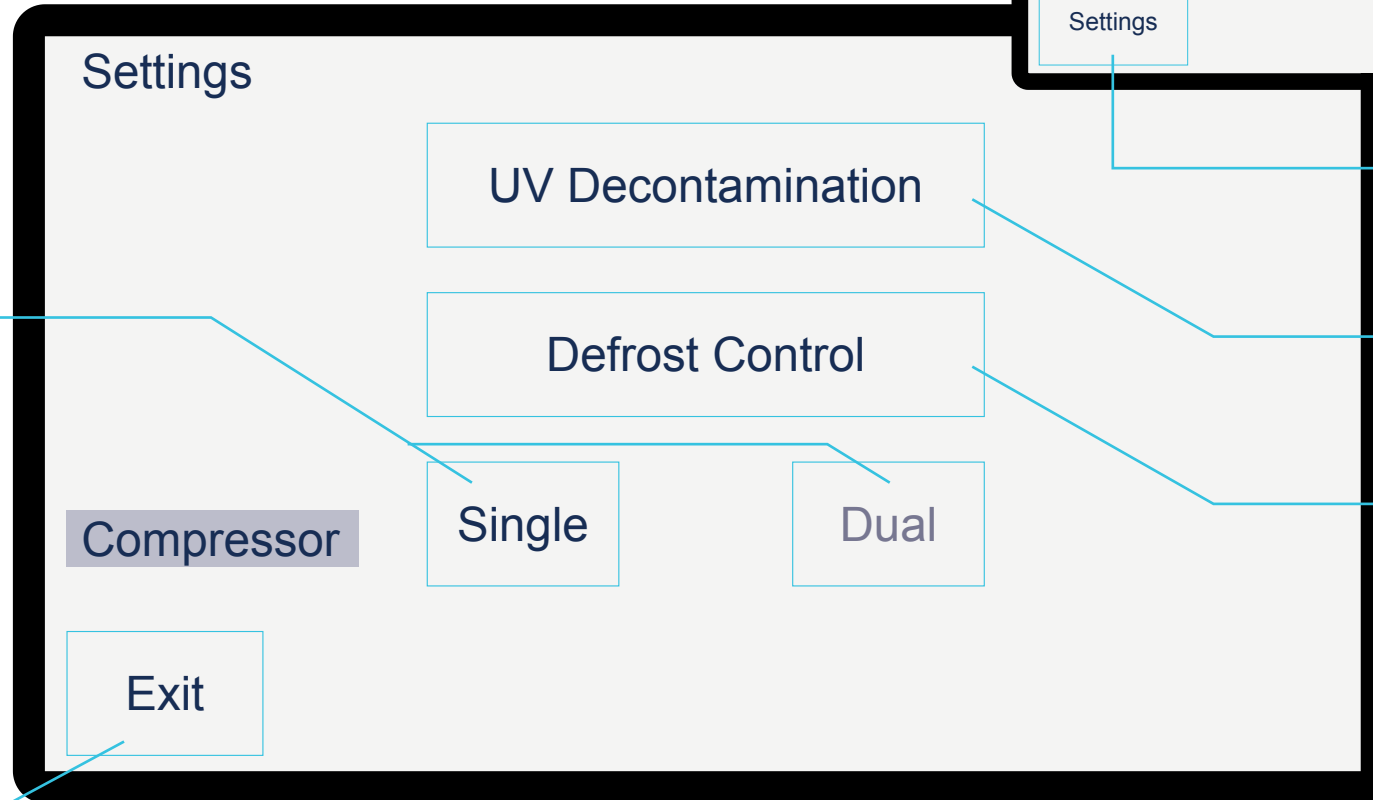 Settings
Settings
UV Decontamination
Defrost Control
Single
Dual
Compressor
Exit